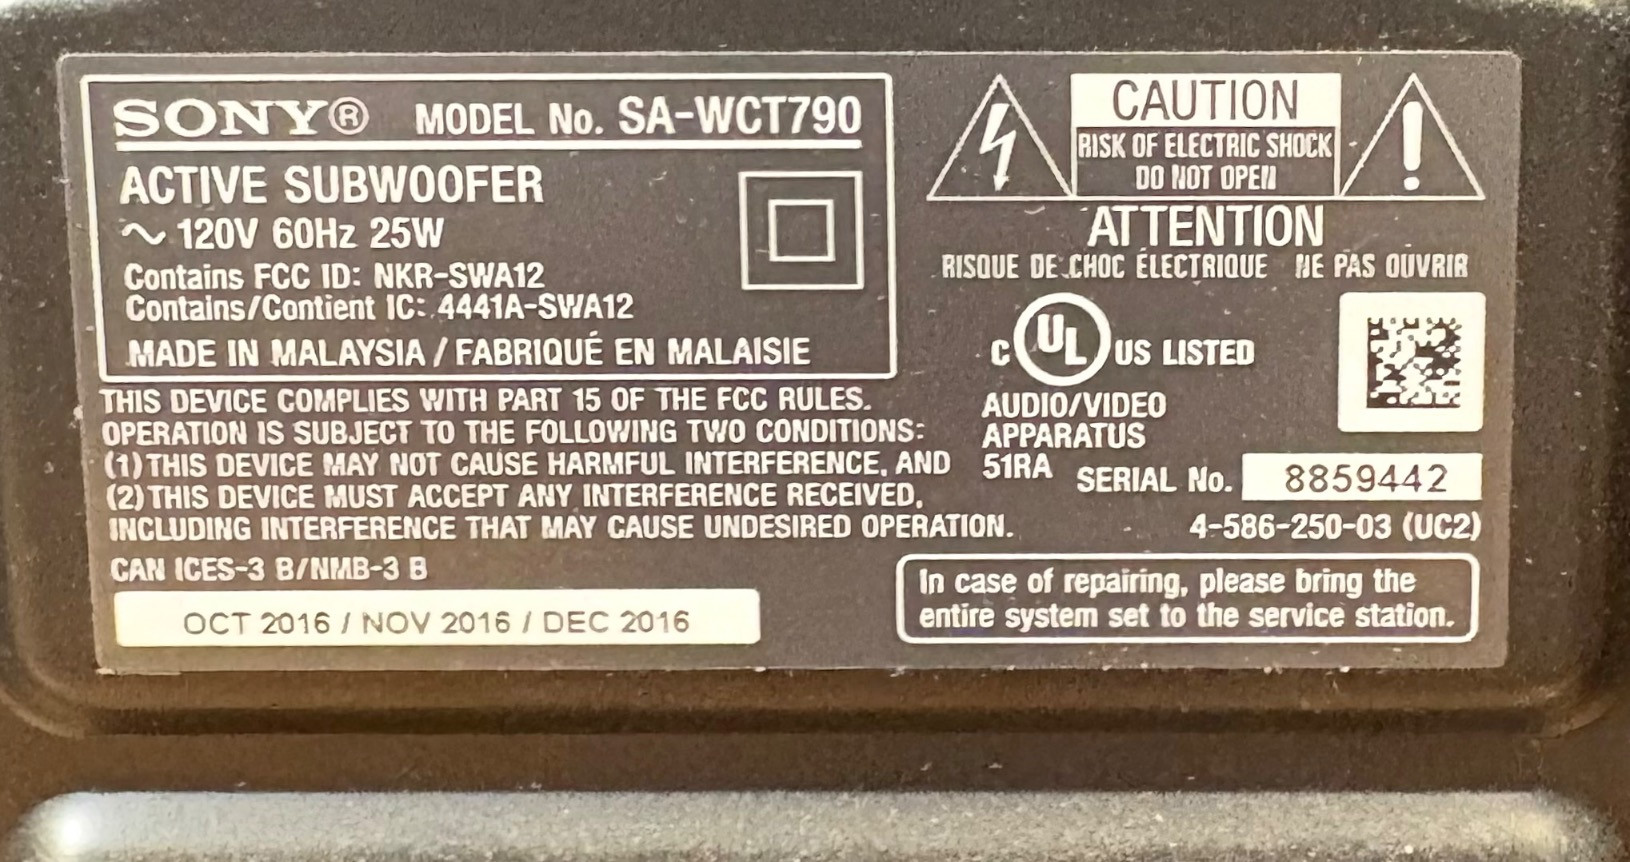 SONY® MODEL No. SA-WCT790
ACTIVE SUBWOOFER
~ 120V 60Hz 25W
Contains FCC ID: NKR-SWA12
Contains/Contient IC: 4441A-SWA12
MADE IN MALAYSIA / FABRIQUÉ EN MALAISIE
THIS DEVICE COMPLIES WITH PART 15 OF THE FCC RULES.
OPERATION IS SUBJECT TO THE FOLLOWING TWO CONDITIONS:
(1) THIS DEVICE MAY NOT CAUSE HARMFUL INTERFERENCE, AND
(2) THIS DEVICE MUST ACCEPT ANY INTERFERENCE RECEIVED,
INCLUDING INTERFERENCE THAT MAY CAUSE UNDESIRED OPERATION.
CAN ICES-3 B/NMB-3 B
OCT 2016 / NOV 2016 / DEC 2016
CAUTION
RISK OF ELECTRIC SHOCK
DO NOT OPEN
ATTENTION
RISQUE DE CHOC ÉLECTRIQUE NE PAS OUVRIR
C UL US LISTED
AUDIO/VIDEO
APPARATUS
51RA
SERIAL No. 8859442
4-586-250-03 (UC2)
In case of repairing, please bring the
entire system set to the service station.